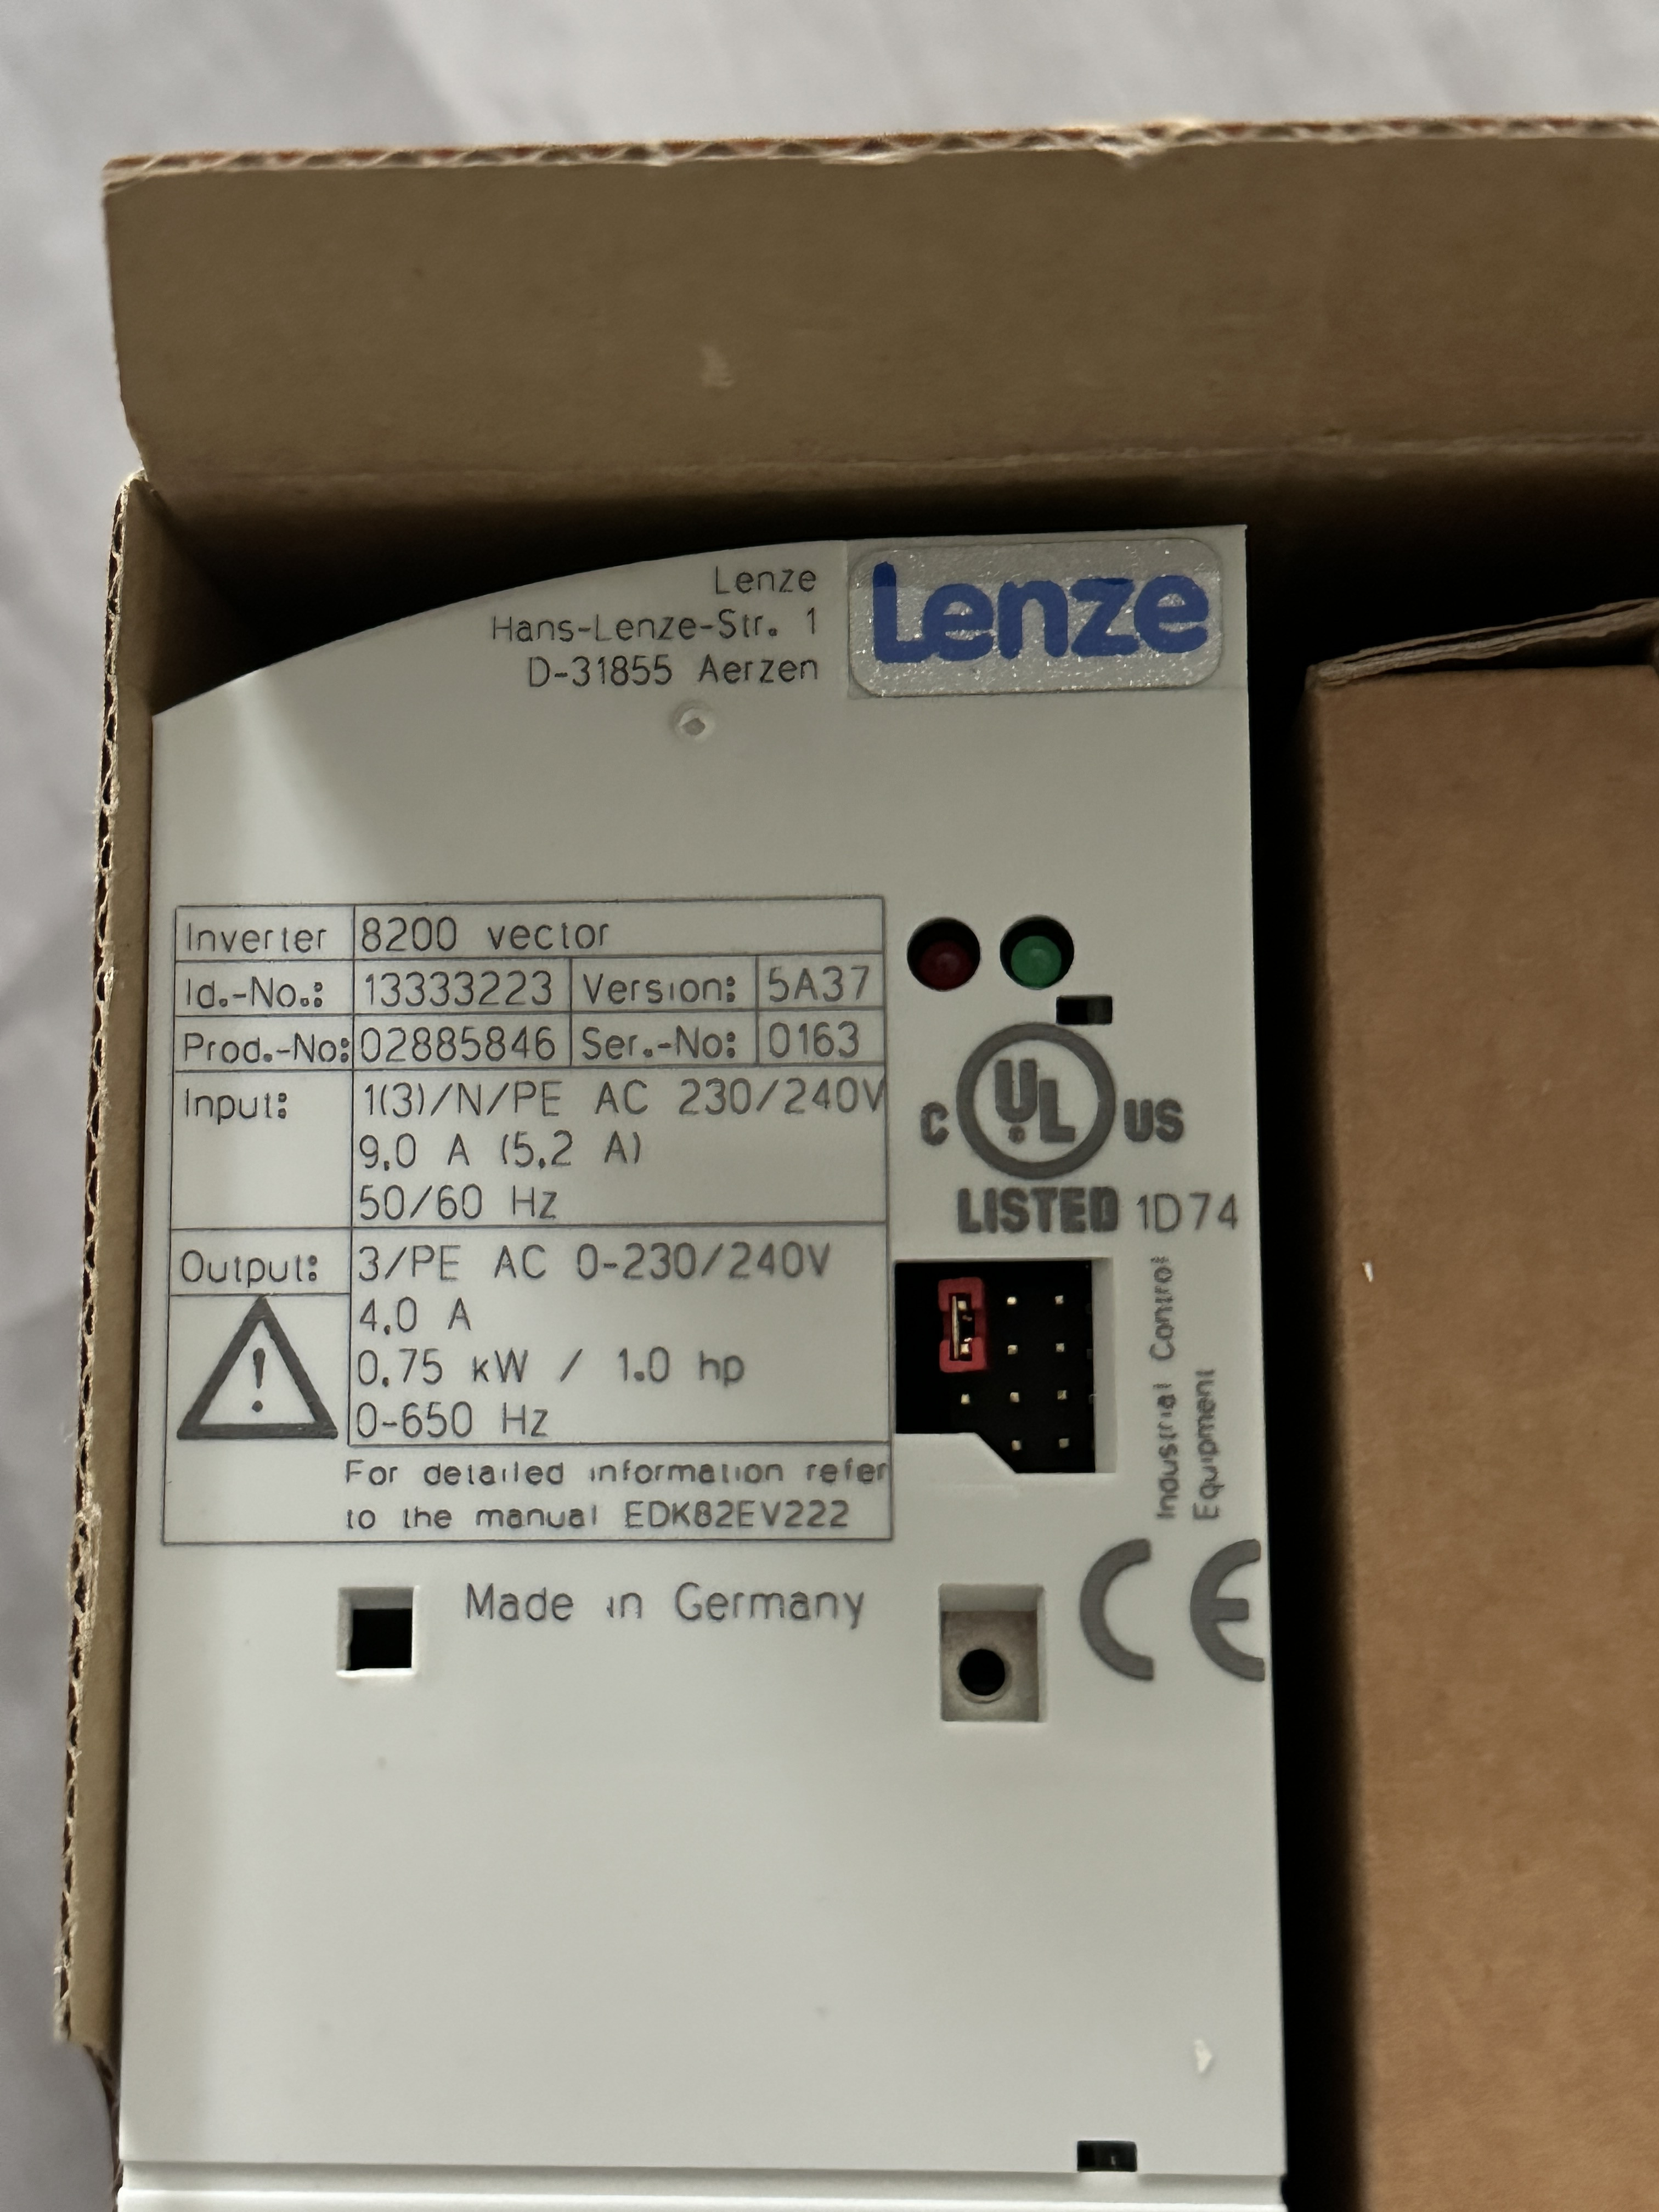 Lenze
Hans-Lenze-Str. 1
D-31855 Aerzen
Lenze
Inverter 8200 vector
Id.-No.: 13333223 Version: 5A37
Prod.-No: 02885846 Ser.-No: 0163
Input: 1(3)/N/PE AC 230/240V
9.0 A (5.2 A)
50/60 Hz
Output: 3/PE AC 0-230/240V
4.0 A
0.75 kW / 1.0 hp
0-650 Hz
!
For detailed information refer
to the manual EDK82EV222
Made in Germany
C UL US
LISTED 1D74
Industrial Control
Equipment
CE